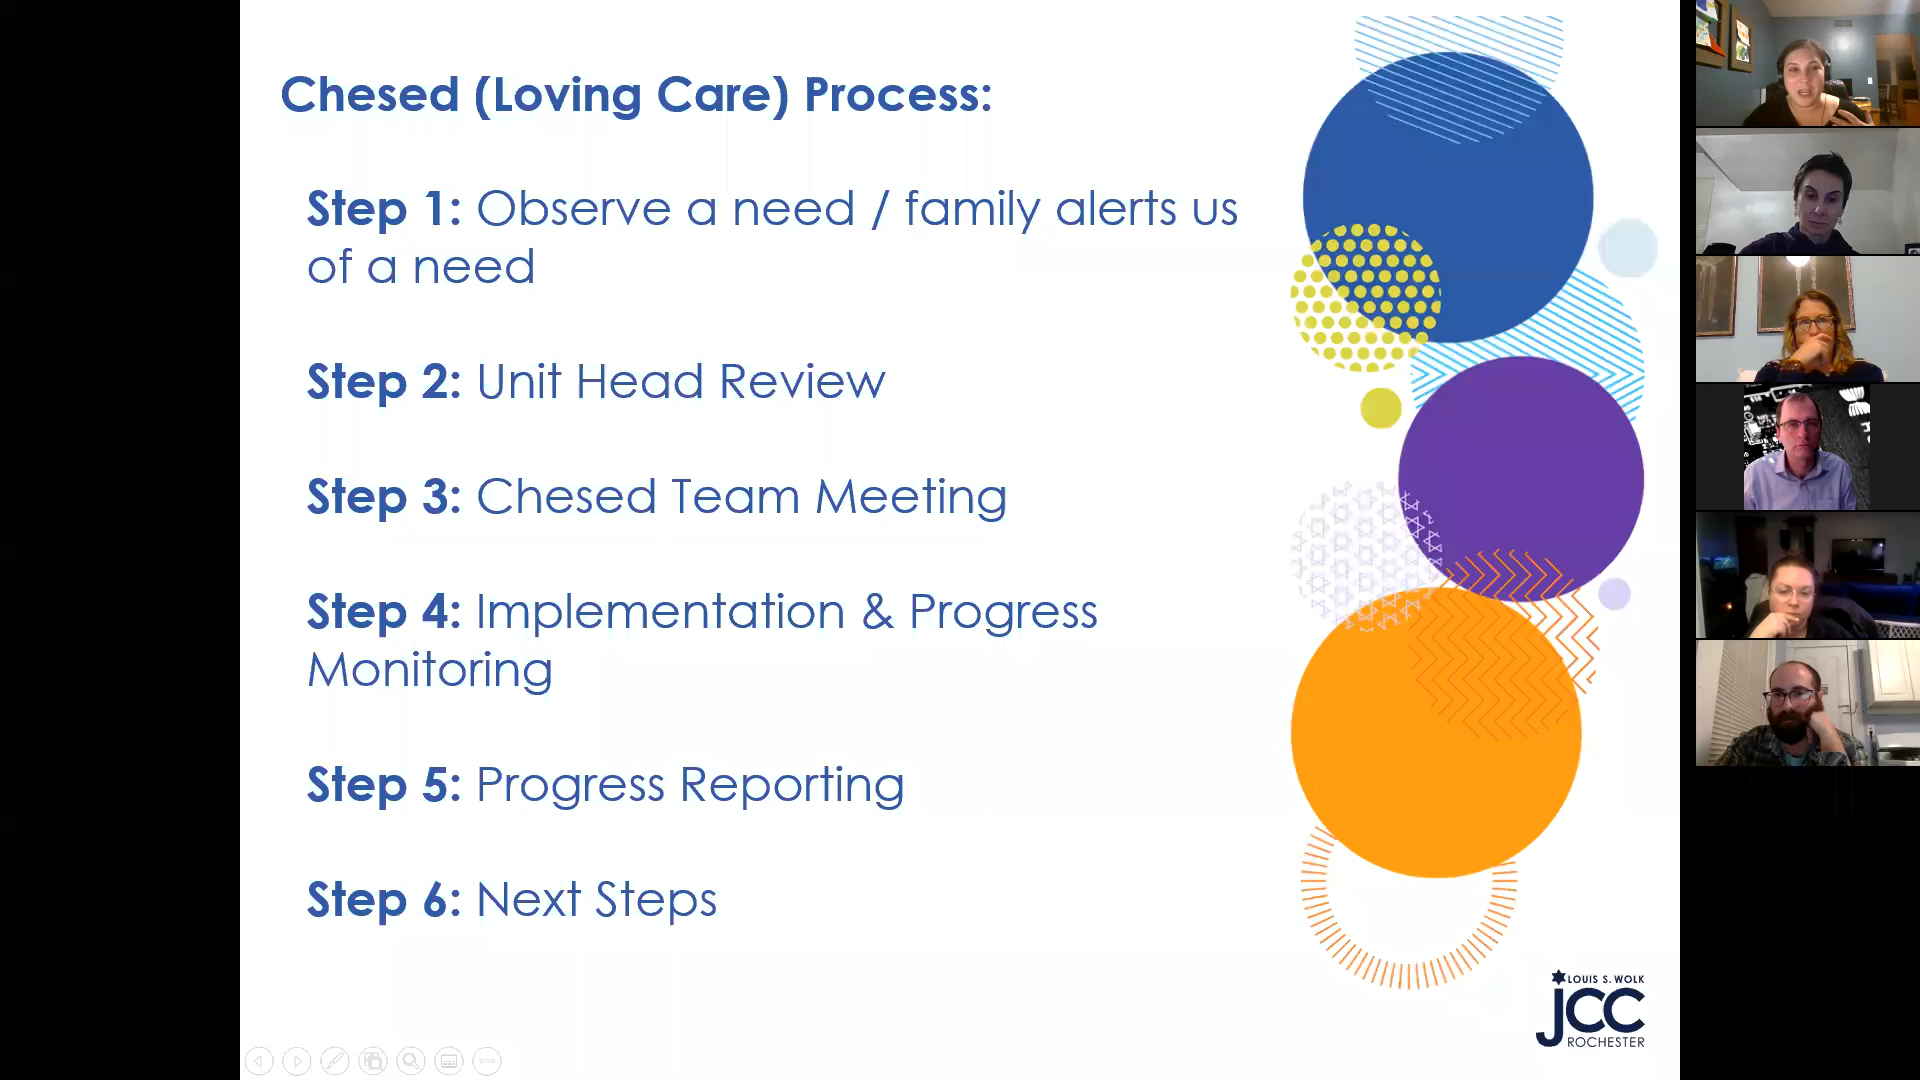 Chesed (Loving Care) Process:
Step 1: Observe a need / family alerts us
of a need
Step 2: Unit Head Review
Step 3: Chesed Team Meeting
Step 4: Implementation & Progress
Monitoring
Step 5: Progress Reporting
Step 6: Next Steps
LOUIS S. WOLK
JCC
ROCHESTER